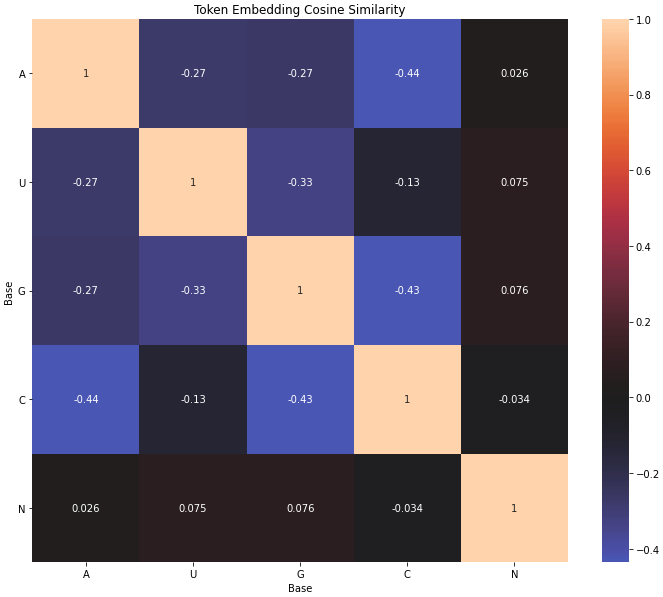 Token Embedding Cosine Similarity
A 1 -0.27 -0.27 -0.44 0.026
U -0.27 1 -0.33 -0.13 0.075
G -0.27 -0.33 1 -0.43 0.076
C -0.44 -0.13 -0.43 1 -0.034
N 0.026 0.075 0.076 -0.034 1
A U G C N
Base
Base
1.0
0.8
0.6
0.4
0.2
0.0
−0.2
−0.4